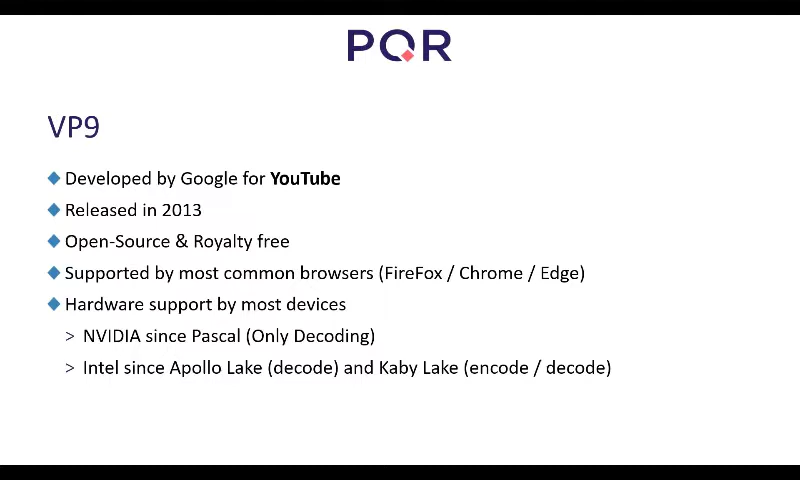 PQR
VP9
Developed by Google for YouTube
Released in 2013
Open-Source & Royalty free
Supported by most common browsers (FireFox / Chrome / Edge)
Hardware support by most devices
> NVIDIA since Pascal (Only Decoding)
> Intel since Apollo Lake (decode) and Kaby Lake (encode / decode)